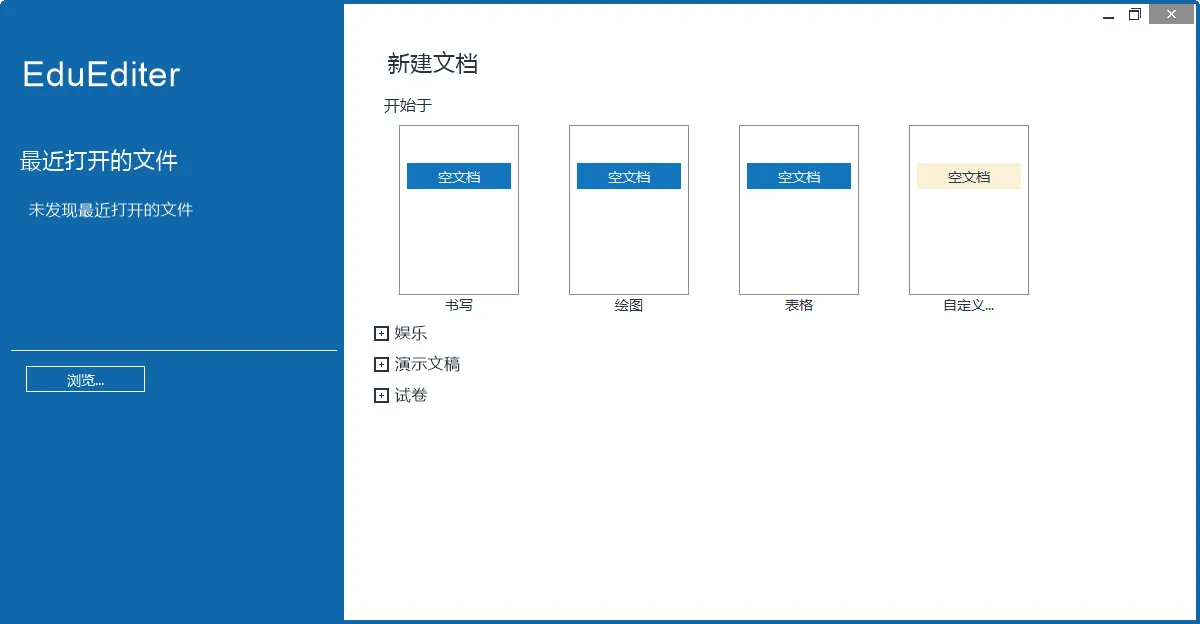 EduEditer
最近打开的文件
未发现最近打开的文件
浏览...
新建文档
开始于
空文档 空文档 空文档 空文档
书写 绘图 表格 自定义...
娱乐
演示文稿
试卷